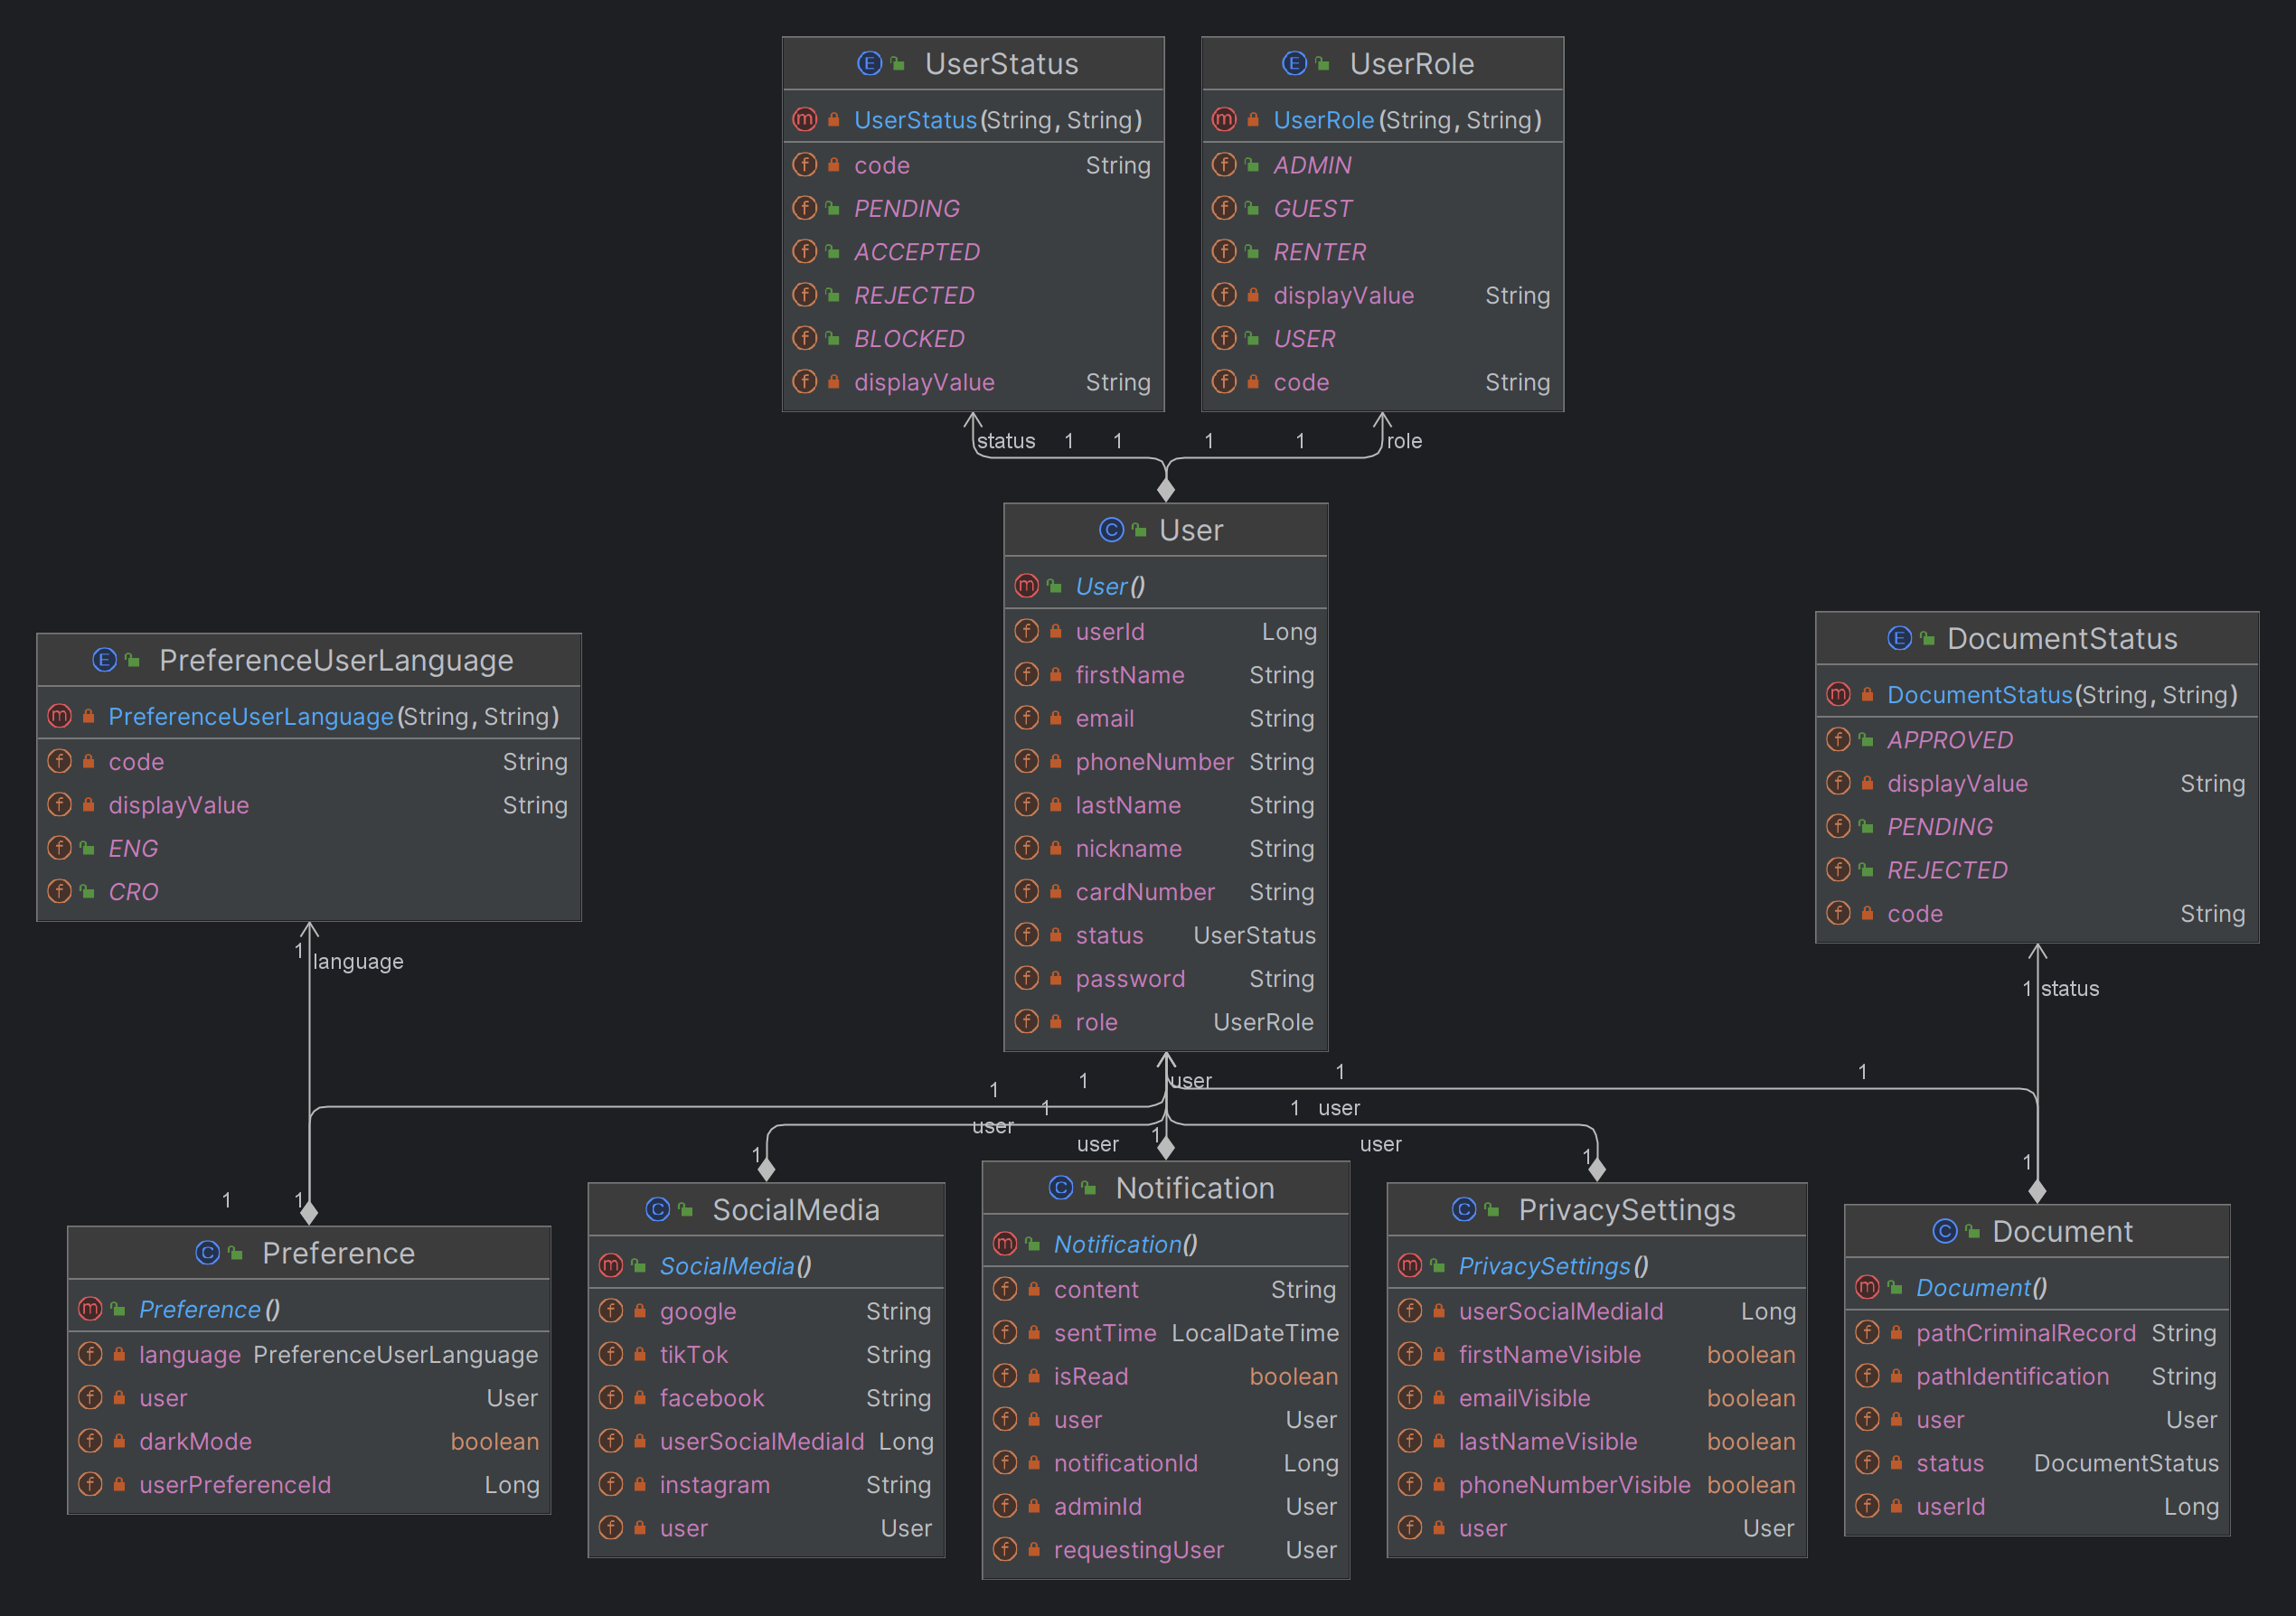 UserStatus
UserStatus(String, String)
code String
PENDING
ACCEPTED
REJECTED
BLOCKED
displayValue String
UserRole
UserRole(String, String)
ADMIN
GUEST
RENTER
displayValue String
USER
code String
status 1 1 1 1 role
User
User()
userId Long
firstName String
email String
phoneNumber String
lastName String
nickname String
cardNumber String
status UserStatus
password String
role UserRole
PreferenceUserLanguage
PreferenceUserLanguage(String, String)
code String
displayValue String
ENG
CRO
1 language
DocumentStatus
DocumentStatus(String, String)
APPROVED
displayValue String
PENDING
REJECTED
code String
1 status
1 1 user 1 1
1 1 user
user
user 1 user
1 1 1
1 1
Preference
Preference()
language PreferenceUserLanguage
user User
darkMode boolean
userPreferenceId Long
SocialMedia
SocialMedia()
google String
tikTok String
facebook String
userSocialMediaId Long
instagram String
user User
Notification
Notification()
content String
sentTime LocalDateTime
isRead boolean
user User
notificationId Long
adminId User
requestingUser User
PrivacySettings
PrivacySettings()
userSocialMediaId Long
firstNameVisible boolean
emailVisible boolean
lastNameVisible boolean
phoneNumberVisible boolean
user User
Document
Document()
pathCriminalRecord String
pathIdentification String
user User
status DocumentStatus
userId Long